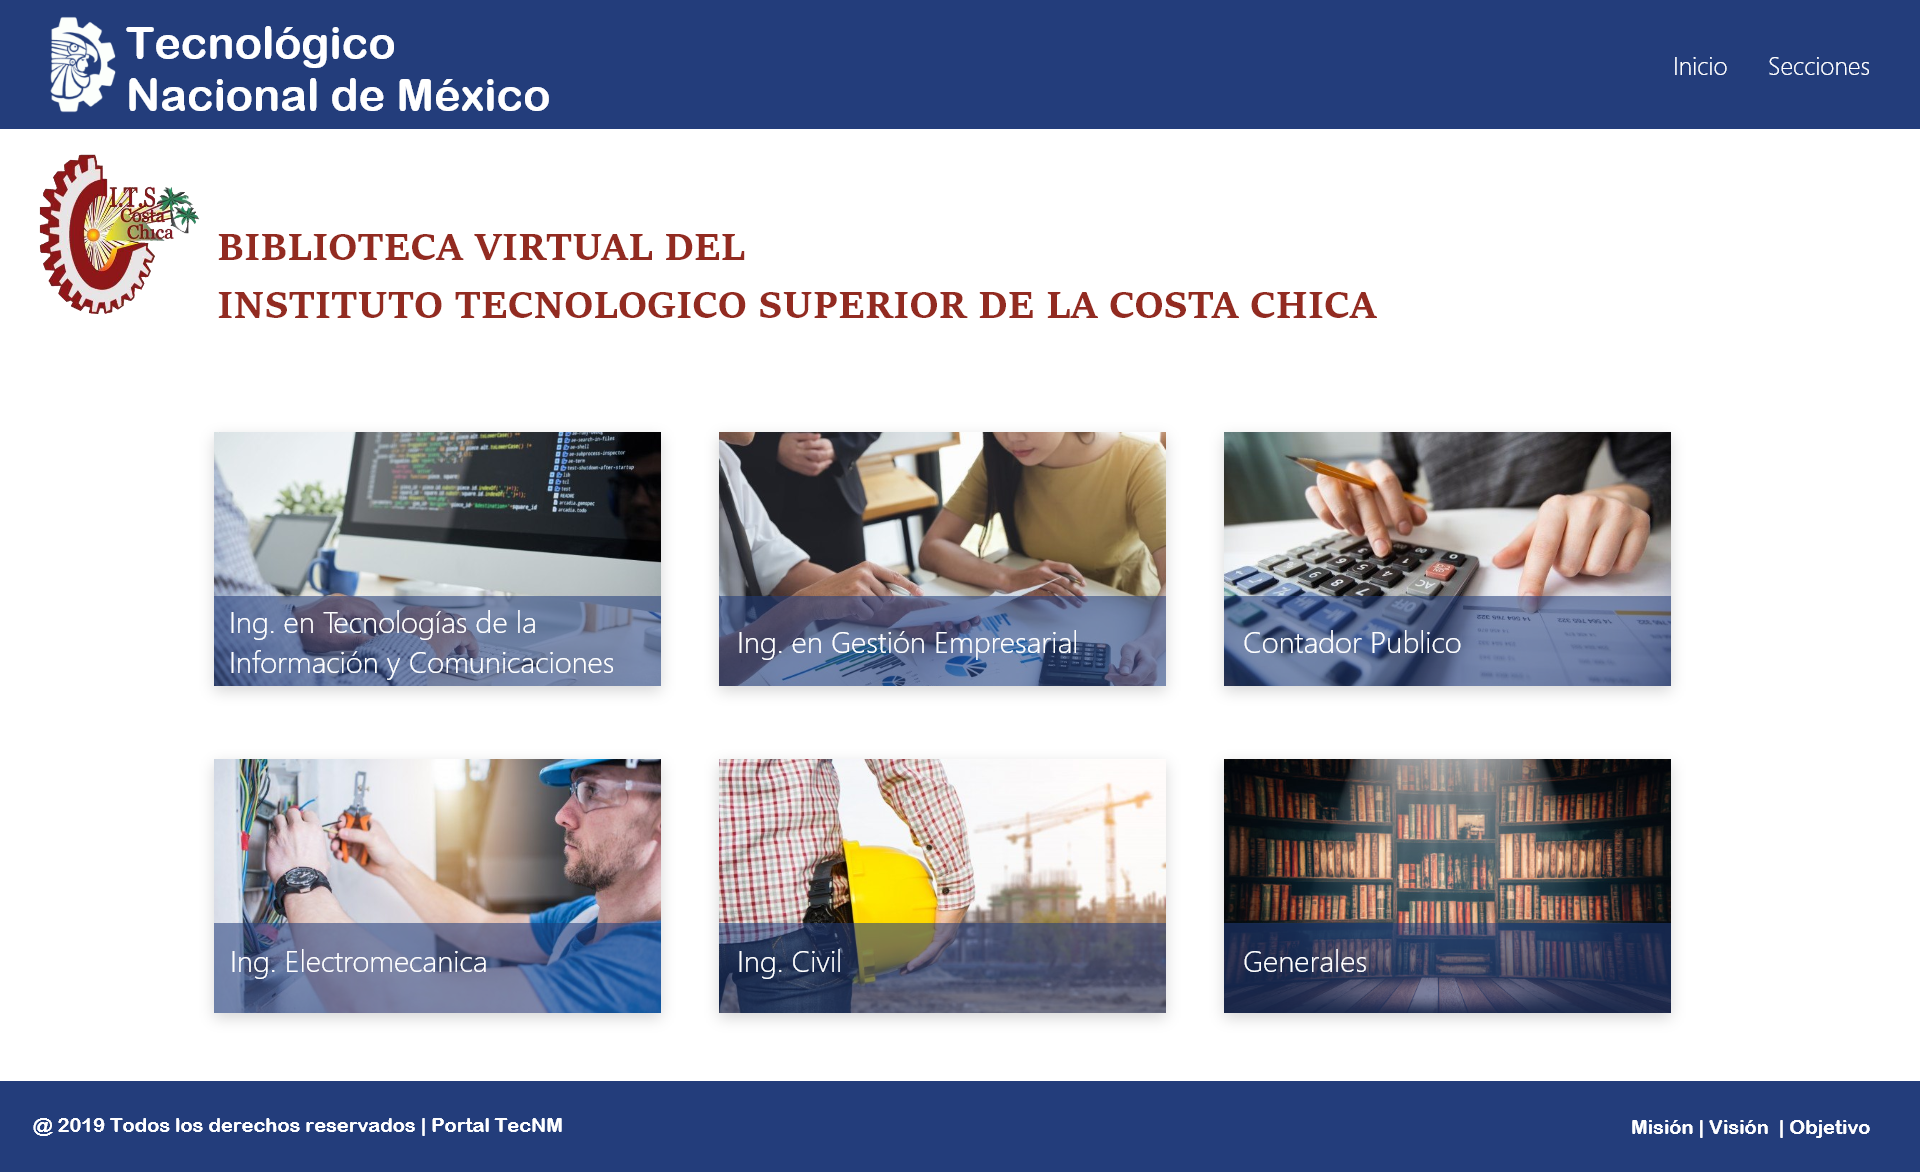 Tecnológico
Nacional de México
Inicio
Secciones
I.T.S.
Costa
Chica
BIBLIOTECA VIRTUAL DEL
INSTITUTO TECNOLOGICO SUPERIOR DE LA COSTA CHICA
Ing. en Tecnologías de la
Información y Comunicaciones
Ing. en Gestión Empresarial
Contador Publico
Ing. Electromecanica
Ing. Civil
Generales
@ 2019 Todos los derechos reservados | Portal TecNM
Misión | Visión | Objetivo